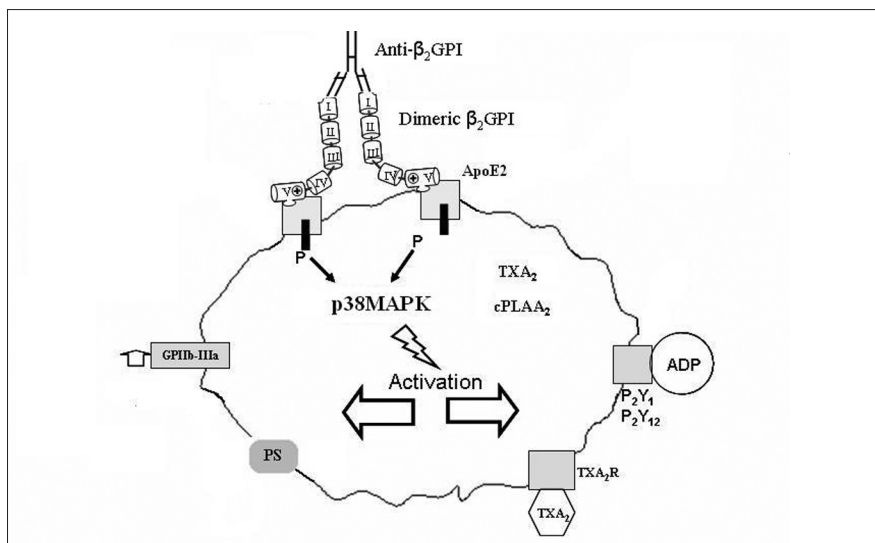 Anti-β₂GPI
I
I
II
II
Dimeric β₂GPI
III
III
IV
IV
ApoE2
V
+
+
V
P
P
TXA₂
p38MAPK
cPLAA₂
GPIIb-IIIa
ADP
Activation
P₂Y₁
P₂Y₁₂
PS
TXA₂R
TXA₂